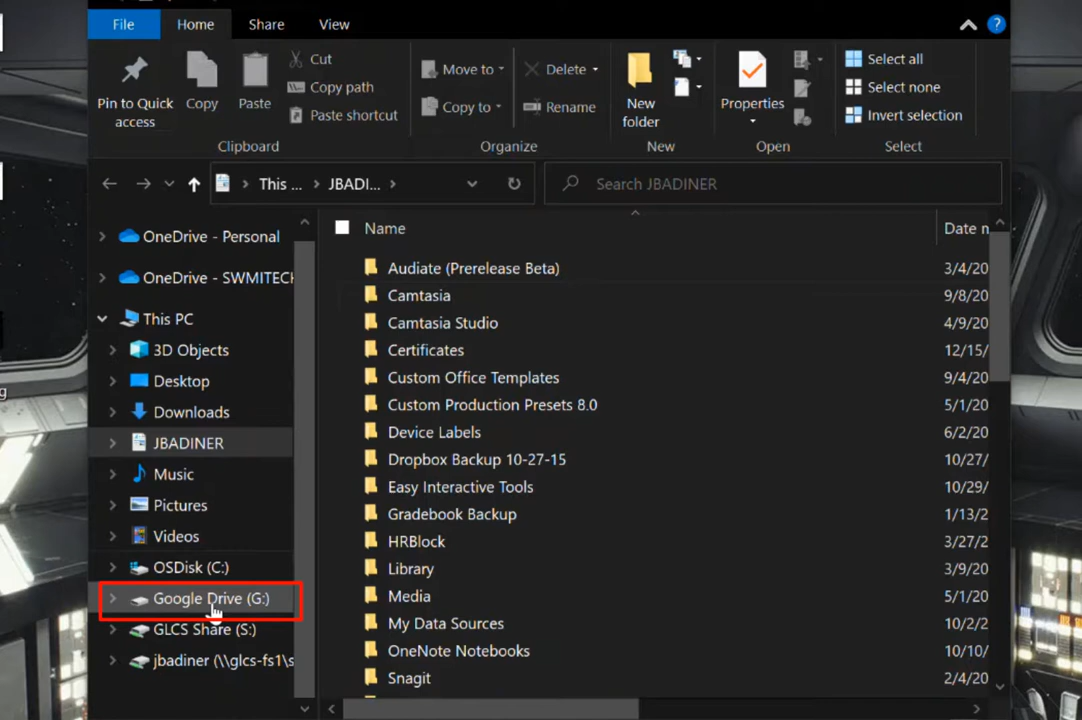 File Home Share View ?
Cut
Copy path
Paste shortcut
Pin to Quick access
Copy
Paste
Clipboard
Move to
Copy to
Delete
Rename
Organize
New folder
New
Properties
Open
Select all
Select none
Invert selection
Select
This ... JBADI... Search JBADINER
OneDrive - Personal
OneDrive - SWMITECH
This PC
3D Objects
Desktop
Downloads
JBADINER
Music
Pictures
Videos
OSDisk (C:)
Google Drive (G:)
GLCS Share (S:)
jbadiner (\\glcs-fs1\s
Name Date n
Audiate (Prerelease Beta) 3/4/20
Camtasia 9/8/20
Camtasia Studio 4/9/20
Certificates 12/15/
Custom Office Templates 9/4/20
Custom Production Presets 8.0 5/1/20
Device Labels 6/2/20
Dropbox Backup 10-27-15 10/27/
Easy Interactive Tools 10/29/
Gradebook Backup 1/13/2
HRBlock 3/27/2
Library 3/9/20
Media 5/1/20
My Data Sources 10/2/2
OneNote Notebooks 10/10/
Snagit 2/4/20